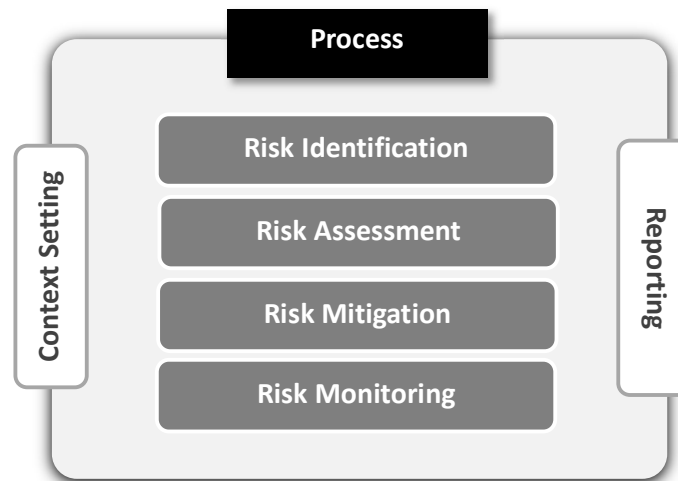 Process
Context Setting
Risk Identification
Risk Assessment
Risk Mitigation
Risk Monitoring
Reporting